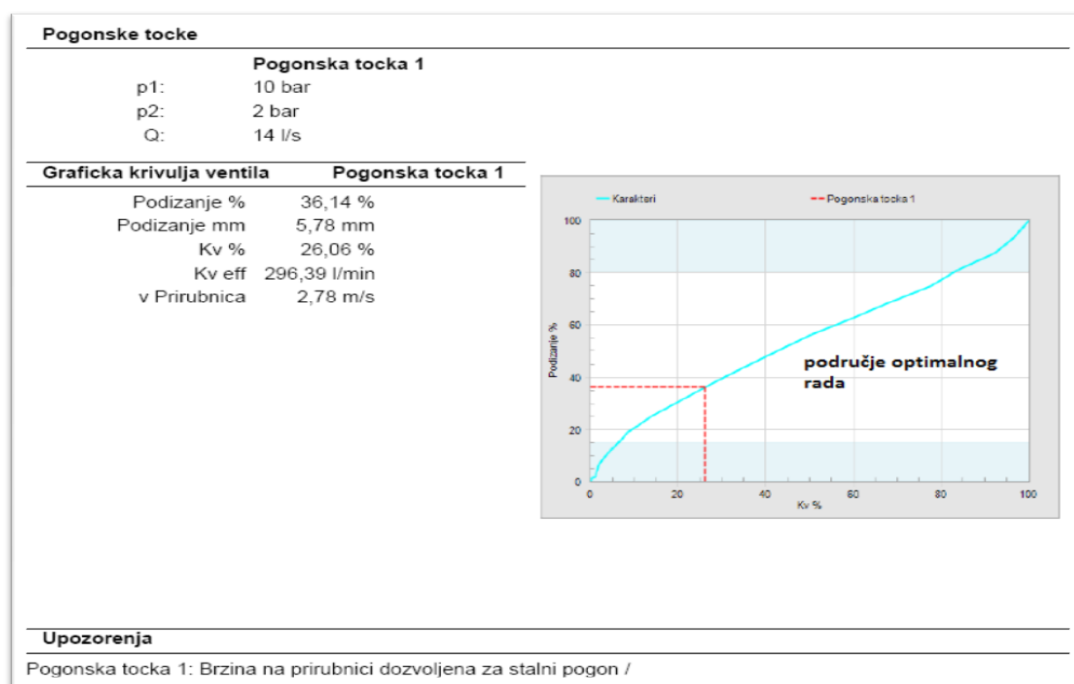 Pogonske tocke
Pogonska tocka 1
p1: 10 bar
p2: 2 bar
Q: 14 l/s
Graficka krivulja ventila Pogonska tocka 1
Podizanje % 36,14 %
Podizanje mm 5,78 mm
Kv % 26,06 %
Kv eff 296,39 l/min
v Prirubnica 2,78 m/s
Karakteri Pogonska tocka 1
100
80
60
40
20
0
Podizanje %
područje optimalnog
rada
0 20 40 60 80 100
Kv %
Upozorenja
Pogonska tocka 1: Brzina na prirubnici dozvoljena za stalni pogon /